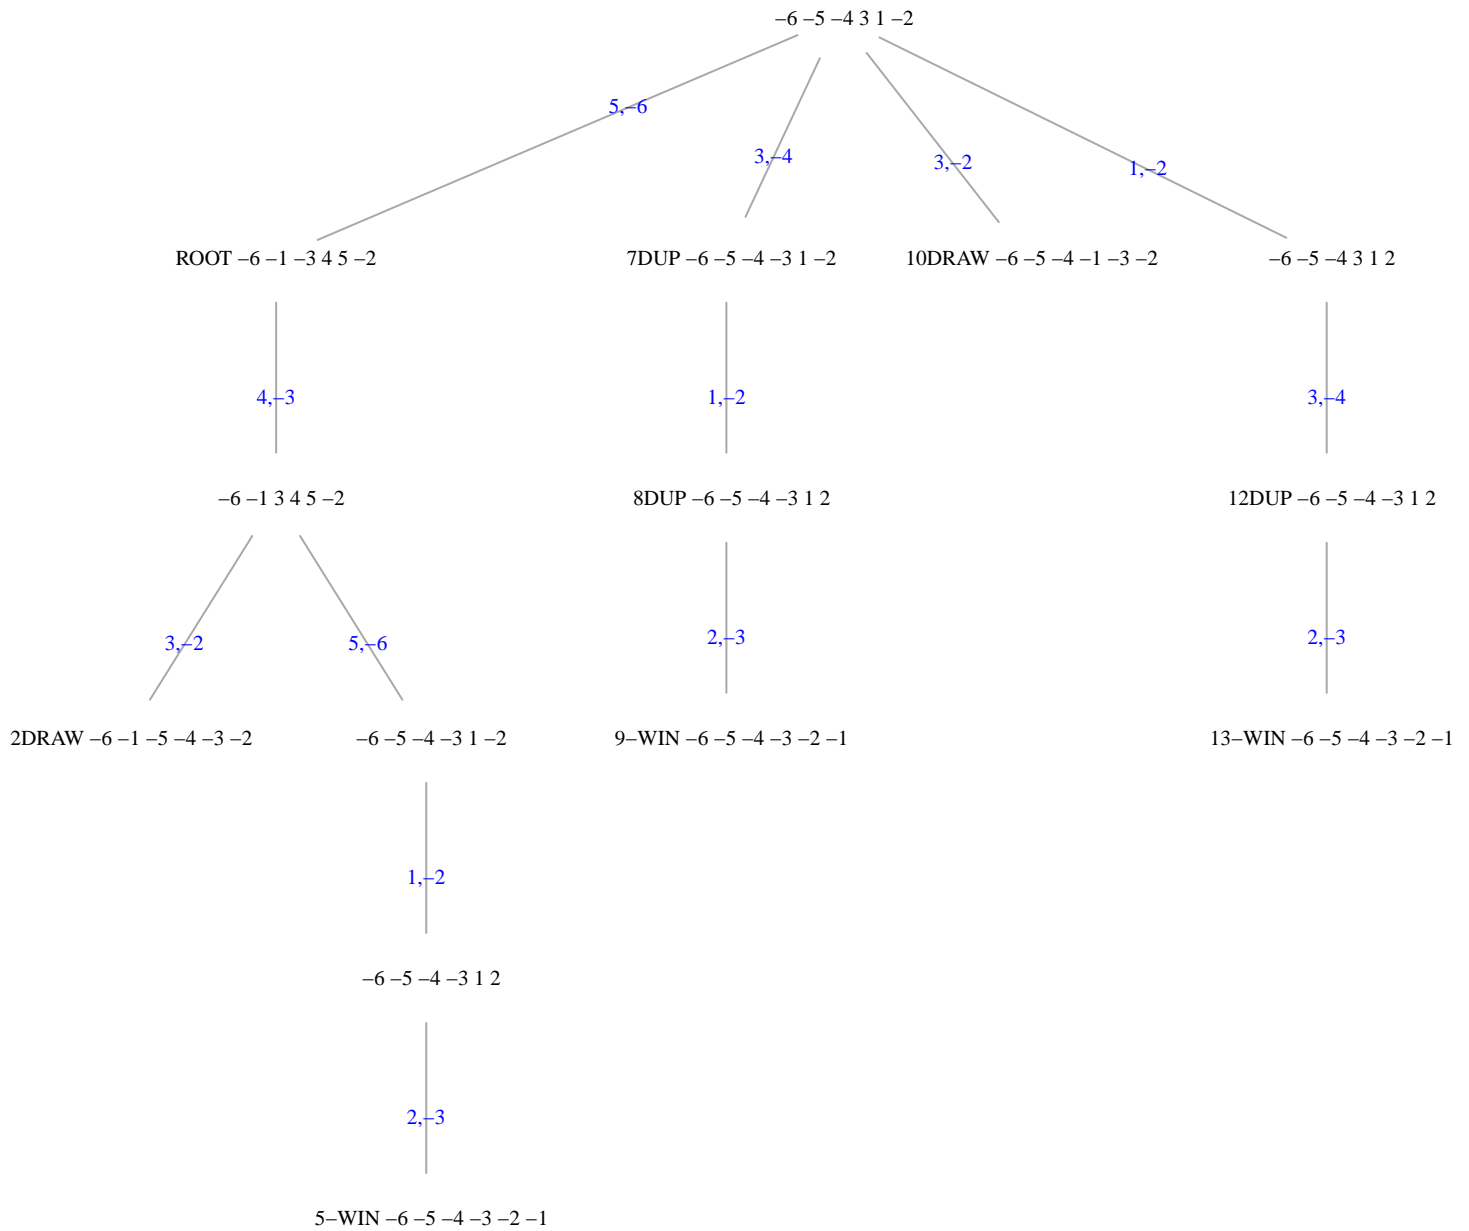 −6 −5 −4 3 1 −2
5,−6
3,−4
3,−2
1,−2
ROOT −6 −1 −3 4 5 −2
7DUP −6 −5 −4 −3 1 −2
10DRAW −6 −5 −4 −1 −3 −2
−6 −5 −4 3 1 2
4,−3
1,−2
3,−4
−6 −1 3 4 5 −2
8DUP −6 −5 −4 −3 1 2
12DUP −6 −5 −4 −3 1 2
3,−2
5,−6
2,−3
2,−3
2DRAW −6 −1 −5 −4 −3 −2
−6 −5 −4 −3 1 −2
9−WIN −6 −5 −4 −3 −2 −1
13−WIN −6 −5 −4 −3 −2 −1
1,−2
−6 −5 −4 −3 1 2
2,−3
5−WIN −6 −5 −4 −3 −2 −1